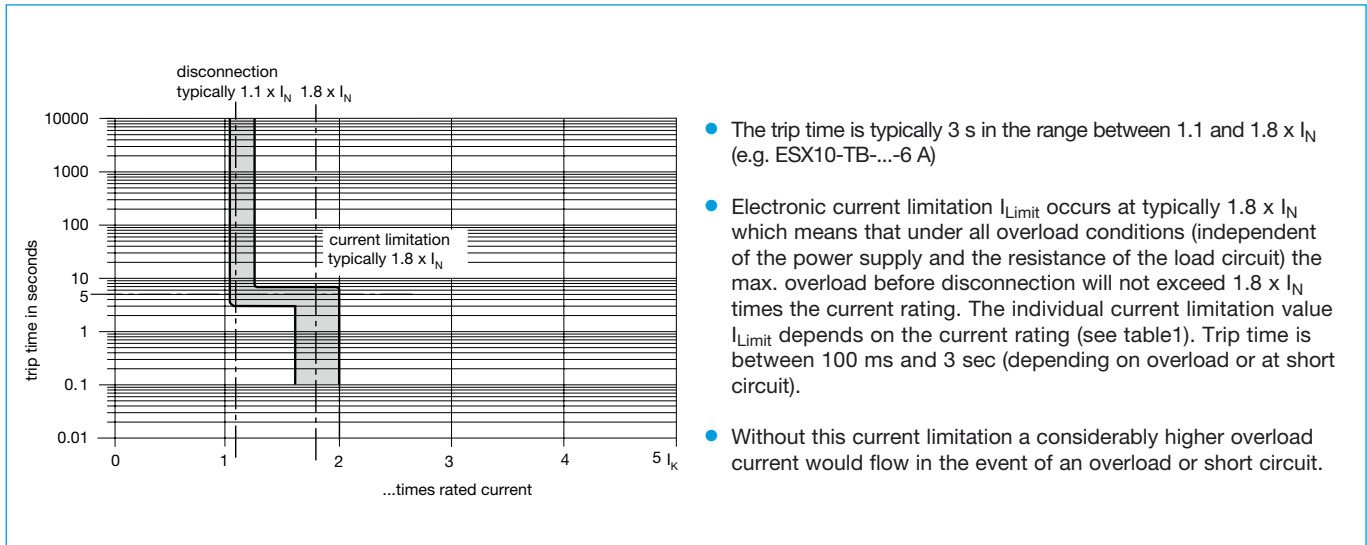 disconnection
typically 1.1 x IN 1.8 x IN
10000
1000
100
10
5
1
0.1
0.01
trip time in seconds
current limitation
typically 1.8 x IN
0 1 2 3 4 5 IK
...times rated current
● The trip time is typically 3 s in the range between 1.1 and 1.8 x IN
(e.g. ESX10-TB-...-6 A)
● Electronic current limitation ILimit occurs at typically 1.8 x IN
which means that under all overload conditions (independent
of the power supply and the resistance of the load circuit) the
max. overload before disconnection will not exceed 1.8 x IN
times the current rating. The individual current limitation value
ILimit depends on the current rating (see table1). Trip time is
between 100 ms and 3 sec (depending on overload or at short
circuit).
● Without this current limitation a considerably higher overload
current would flow in the event of an overload or short circuit.